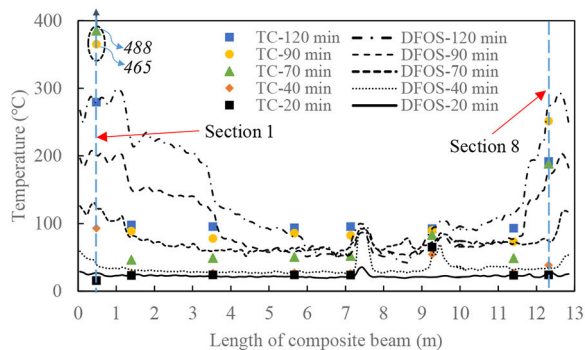 400
300
200
100
0
Temperature (°C)
488
465
TC-120 min
TC-90 min
TC-70 min
TC-40 min
TC-20 min
DFOS-120 min
DFOS-90 min
DFOS-70 min
DFOS-40 min
DFOS-20 min
Section 1
Section 8
0 1 2 3 4 5 6 7 8 9 10 11 12 13
Length of composite beam (m)